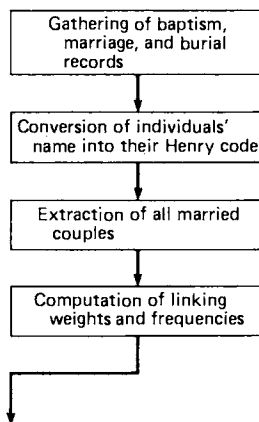 Gathering of baptism,
marriage, and burial
records
Conversion of individuals'
name into their Henry code
Extraction of all married
couples
Computation of linking
weights and frequencies